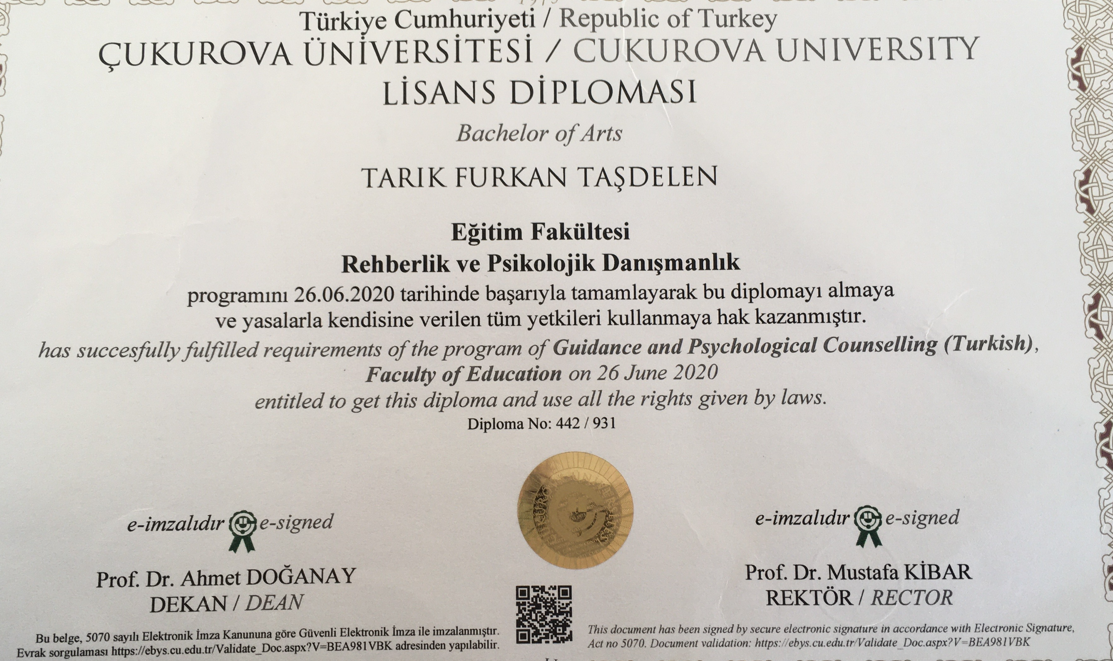 Türkiye Cumhuriyeti / Republic of Turkey
ÇUKUROVA ÜNİVERSİTESİ / CUKUROVA UNIVERSITY
LİSANS DİPLOMASI
Bachelor of Arts
TARIK FURKAN TAŞDELEN
Eğitim Fakültesi
Rehberlik ve Psikolojik Danışmanlık
programını 26.06.2020 tarihinde başarıyla tamamlayarak bu diplomayı almaya
ve yasalarla kendisine verilen tüm yetkileri kullanmaya hak kazanmıştır.
has succesfully fulfilled requirements of the program of Guidance and Psychological Counselling (Turkish),
Faculty of Education on 26 June 2020
entitled to get this diploma and use all the rights given by laws.
Diploma No: 442 / 931
e-imzalıdır e-signed
Prof. Dr. Ahmet DOĞANAY
DEKAN / DEAN
e-imzalıdır e-signed
Prof. Dr. Mustafa KİBAR
REKTÖR / RECTOR
Bu belge, 5070 sayılı Elektronik İmza Kanununa göre Güvenli Elektronik İmza ile imzalanmıştır.
Evrak sorgulaması https://ebys.cu.edu.tr/Validate_Doc.aspx?V=BEA981VBK adresinden yapılabilir.
This document has been signed by secure electronic signature in accordance with Electronic Signature,
Act no 5070. Document validation: https://ebys.cu.edu.tr/Validate_Doc.aspx?V=BEA981VBK